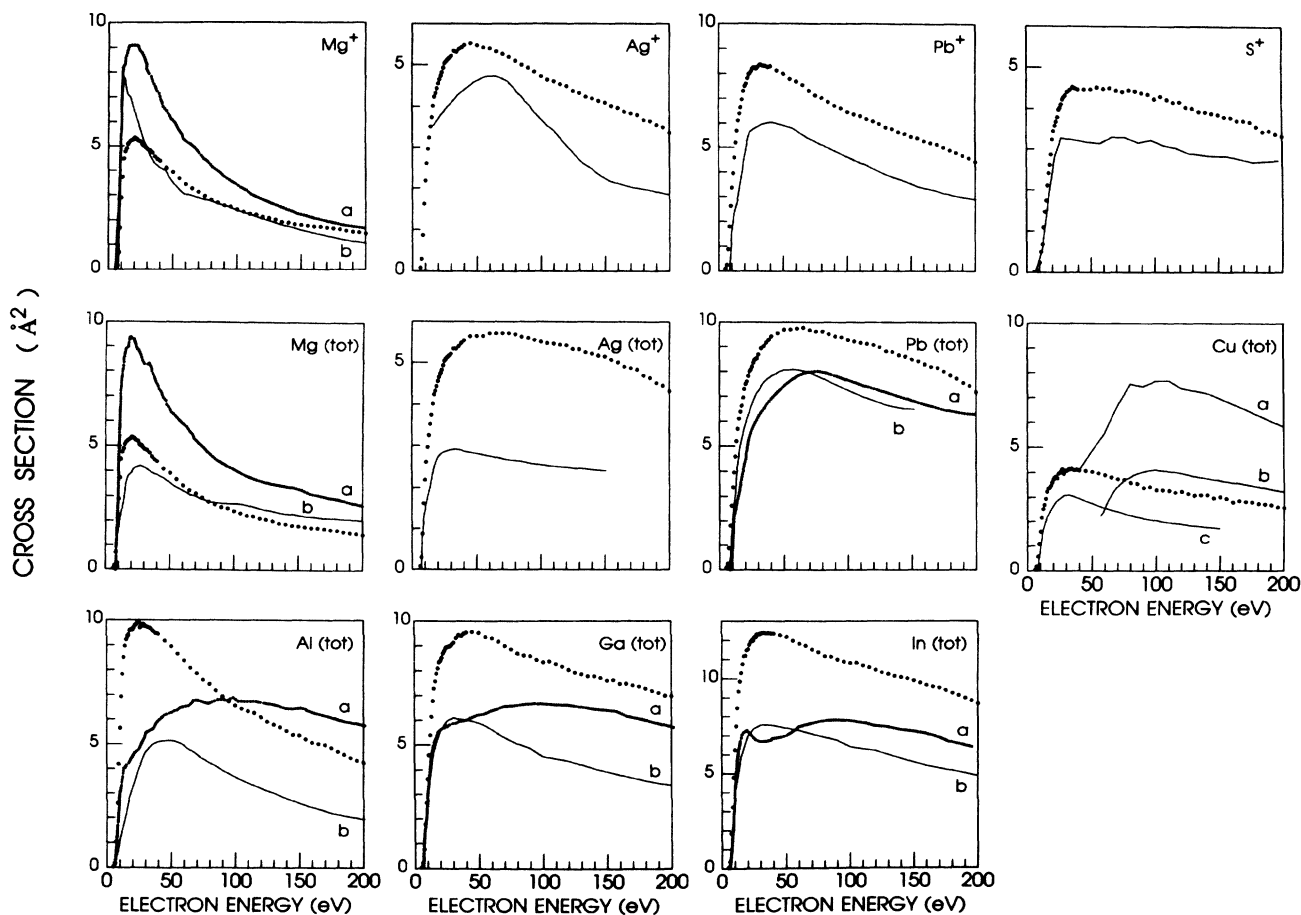 CROSS SECTION (Å²)
10
5
0
Mg⁺
a
b
5
0
Ag⁺
10
5
0
Pb⁺
5
0
S⁺
10
5
0
Mg (tot)
a
b
5
0
Ag (tot)
10
5
0
Pb (tot)
a
b
10
5
0
Cu (tot)
a
b
c
0 50 100 150 200
ELECTRON ENERGY (eV)
10
5
0
Al (tot)
a
b
0 50 100 150 200
ELECTRON ENERGY (eV)
10
5
0
Ga (tot)
a
b
0 50 100 150 200
ELECTRON ENERGY (eV)
10
5
0
In (tot)
a
b
0 50 100 150 200
ELECTRON ENERGY (eV)